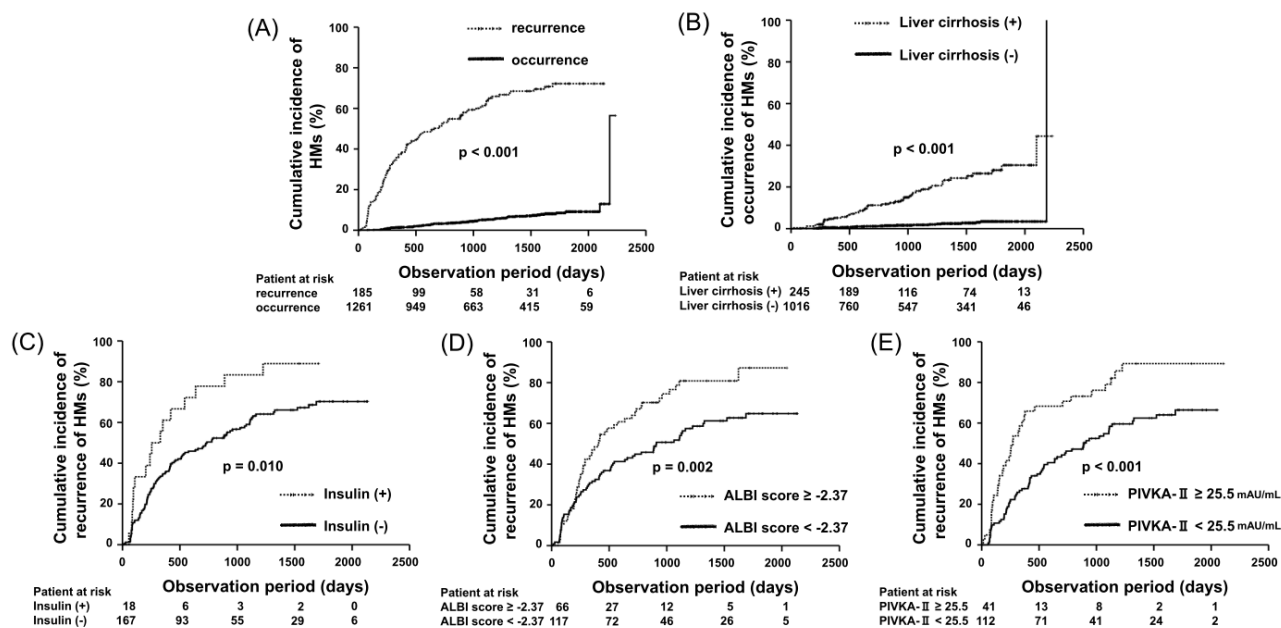 (A)
recurrence
occurrence
Cumulative incidence of
HMs (%)
100
80
60
40
20
0
p < 0.001
0 500 1000 1500 2000 2500
Patient at risk
Observation period (days)
recurrence 185 99 58 31 6
occurrence 1261 949 663 415 59
(B)
Liver cirrhosis (+)
Liver cirrhosis (-)
Cumulative incidence of
occurrence of HMs (%)
100
80
60
40
20
0
p < 0.001
0 500 1000 1500 2000 2500
Patient at risk
Observation period (days)
Liver cirrhosis (+) 245 189 116 74 13
Liver cirrhosis (-) 1016 760 547 341 46
(C)
Cumulative incidence of
recurrence of HMs (%)
100
80
60
40
20
0
p = 0.010
Insulin (+)
Insulin (-)
0 500 1000 1500 2000 2500
Observation period (days)
Patient at risk
Insulin (+) 18 6 3 2 0
Insulin (-) 167 93 55 29 6
(D)
Cumulative incidence of
recurrence of HMs (%)
100
80
60
40
20
0
p = 0.002
ALBI score ≥ -2.37
ALBI score < -2.37
0 500 1000 1500 2000 2500
Observation period (days)
Patient at risk
ALBI score ≥ -2.37 66 27 12 5 1
ALBI score < -2.37 117 72 46 26 5
(E)
Cumulative incidence of
recurrence of HMs (%)
100
80
60
40
20
0
p < 0.001
PIVKA-Ⅱ ≥ 25.5 mAU/mL
PIVKA-Ⅱ < 25.5 mAU/mL
0 500 1000 1500 2000 2500
Observation period (days)
Patient at risk
PIVKA-Ⅱ ≥ 25.5 41 13 8 2 1
PIVKA-Ⅱ < 25.5 112 71 41 24 2